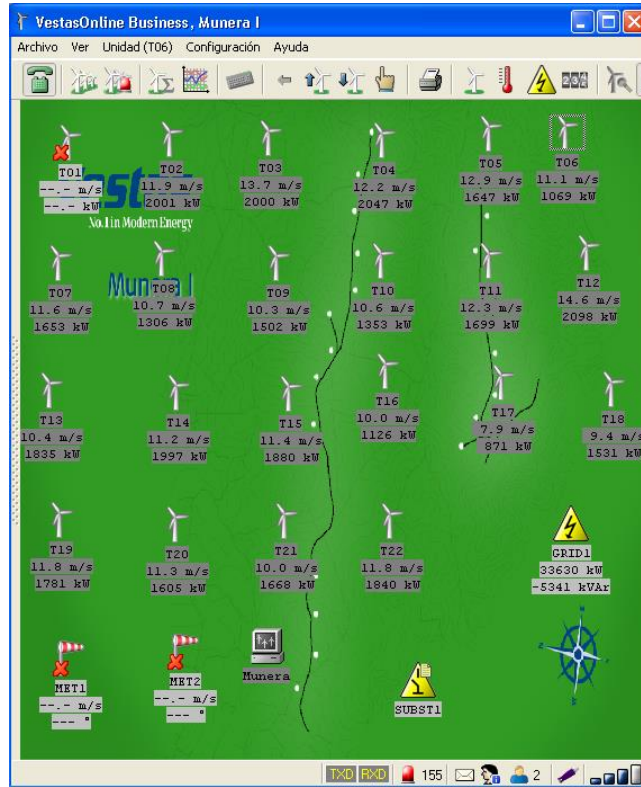 VestasOnline Business, Munera I
Archivo Ver Unidad (T06) Configuración Ayuda
T01
--.- m/s
--.- kW
T02
11.9 m/s
2001 kW
T03
13.7 m/s
2000 kW
T04
12.2 m/s
2047 kW
T05
12.9 m/s
1647 kW
T06
11.1 m/s
1069 kW
No.1 in Modern Energy
Munera I
T07
11.6 m/s
1653 kW
T08
10.7 m/s
1306 kW
T09
10.3 m/s
1502 kW
T10
10.6 m/s
1353 kW
T11
12.3 m/s
1699 kW
T12
14.6 m/s
2098 kW
T13
10.4 m/s
1835 kW
T14
11.2 m/s
1997 kW
T15
11.4 m/s
1880 kW
T16
10.0 m/s
1126 kW
T17
7.9 m/s
871 kW
T18
9.4 m/s
1531 kW
T19
11.8 m/s
1781 kW
T20
11.3 m/s
1605 kW
T21
10.0 m/s
1668 kW
T22
11.8 m/s
1840 kW
GRID1
33630 kW
-5341 kVAr
MET1
--.- m/s
--- °
MET2
--.- m/s
--- °
Munera
SUBST1
TXD RXD 155 2